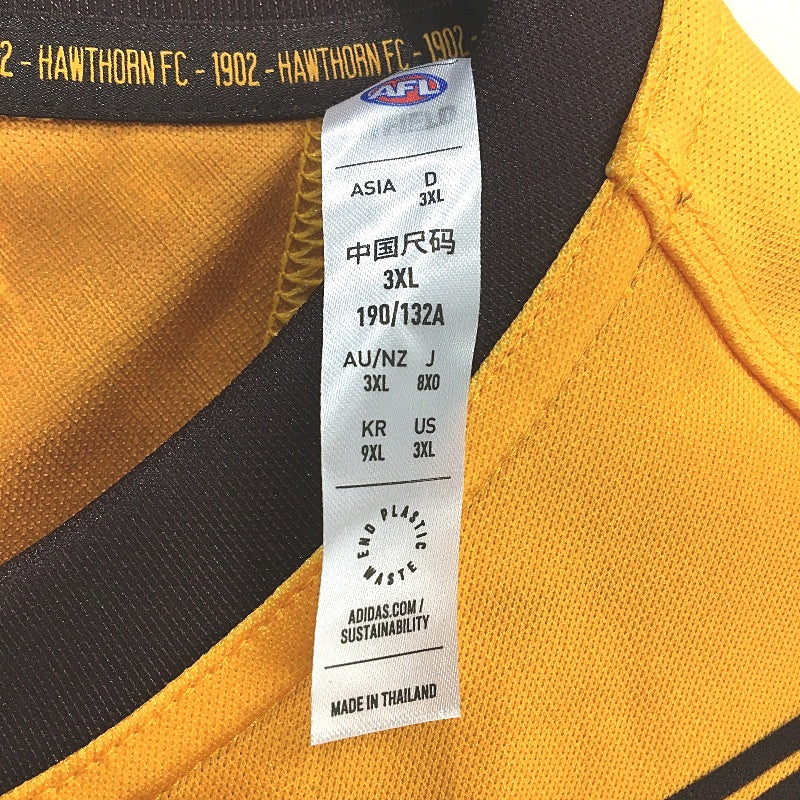 2 - HAWTHORN FC - 1902 - HAWTHORN FC - 1902 -
AFL
FIELD
ASIA D
3XL
中国尺码
3XL
190/132A
AU/NZ J
3XL 8XO
KR US
9XL 3XL
END PLASTIC WASTE
ADIDAS.COM/
SUSTAINABILITY
MADE IN THAILAND